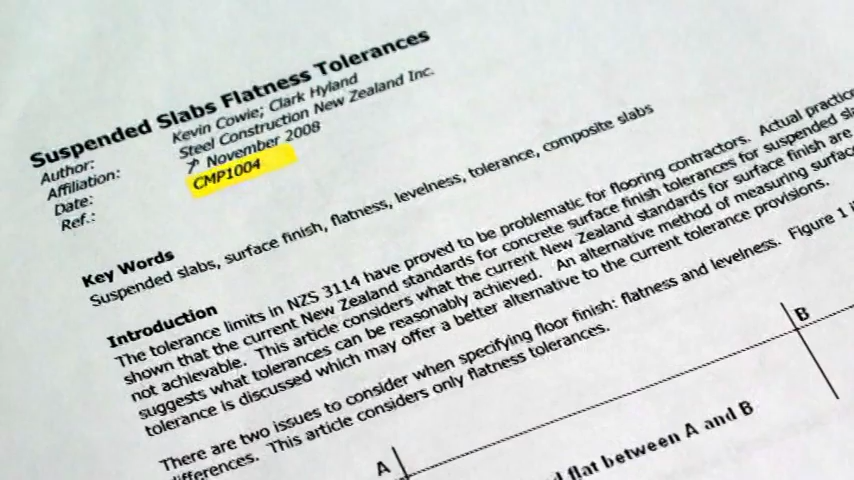 Suspended Slabs Flatness Tolerances
Author: Kevin Cowie; Clark Hyland
Affiliation: Steel Construction New Zealand Inc.
Date: 7 November 2008
Ref.: CMP1004
Key Words
Suspended slabs, surface finish, flatness, levelness, tolerance, composite slabs
Introduction
The tolerance limits in NZS 3114 have proved to be problematic for flooring contractors. Actual practice
shown that the current New Zealand standards for concrete surface finish tolerances for suspended
not achievable. This article considers what the current New Zealand standards for surface finish are
suggests what tolerances can be reasonably achieved. An alternative method of measuring
tolerance is discussed which may offer a better alternative to the current tolerance provisions.
There are two issues to consider when specifying floor finish: flatness and levelness. Figure 1
differences. This article considers only flatness tolerances.
B
A
flat between A and B